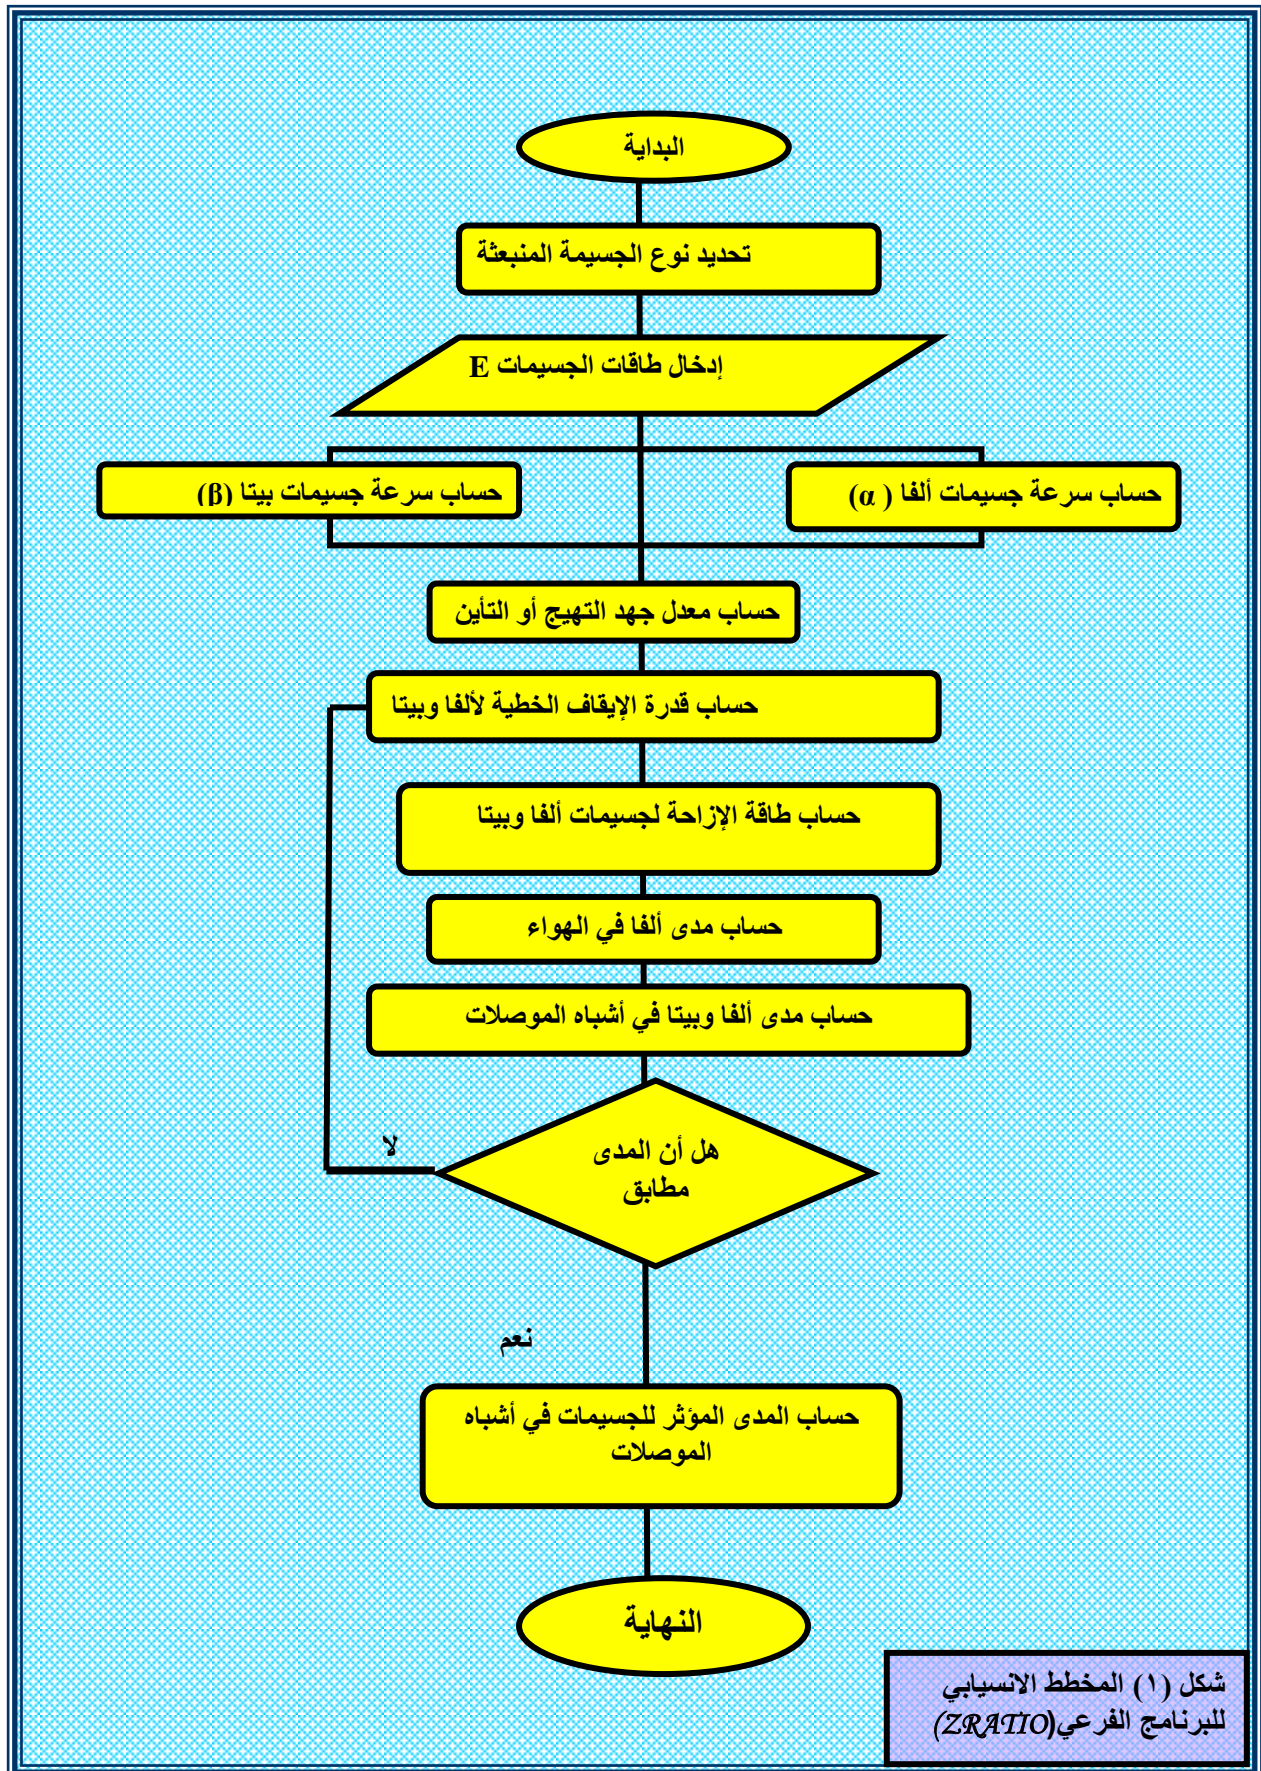 البداية
تحديد نوع الجسيمة المنبعثة
إدخال طاقات الجسيمات E
حساب سرعة جسيمات ألفا ( α)
حساب سرعة جسيمات بيتا (β)
حساب معدل جهد التهيج أو التأين
حساب قدرة الإيقاف الخطية لألفا وبيتا
حساب طاقة الإزاحة لجسيمات ألفا وبيتا
حساب مدى ألفا في الهواء
حساب مدى ألفا وبيتا في أشباه الموصلات
هل أن المدى
مطابق
لا
نعم
حساب المدى المؤثر للجسيمات في أشباه
الموصلات
النهاية
شكل (١) المخطط الانسيابي
للبرنامج الفرعي(ZRATIO)